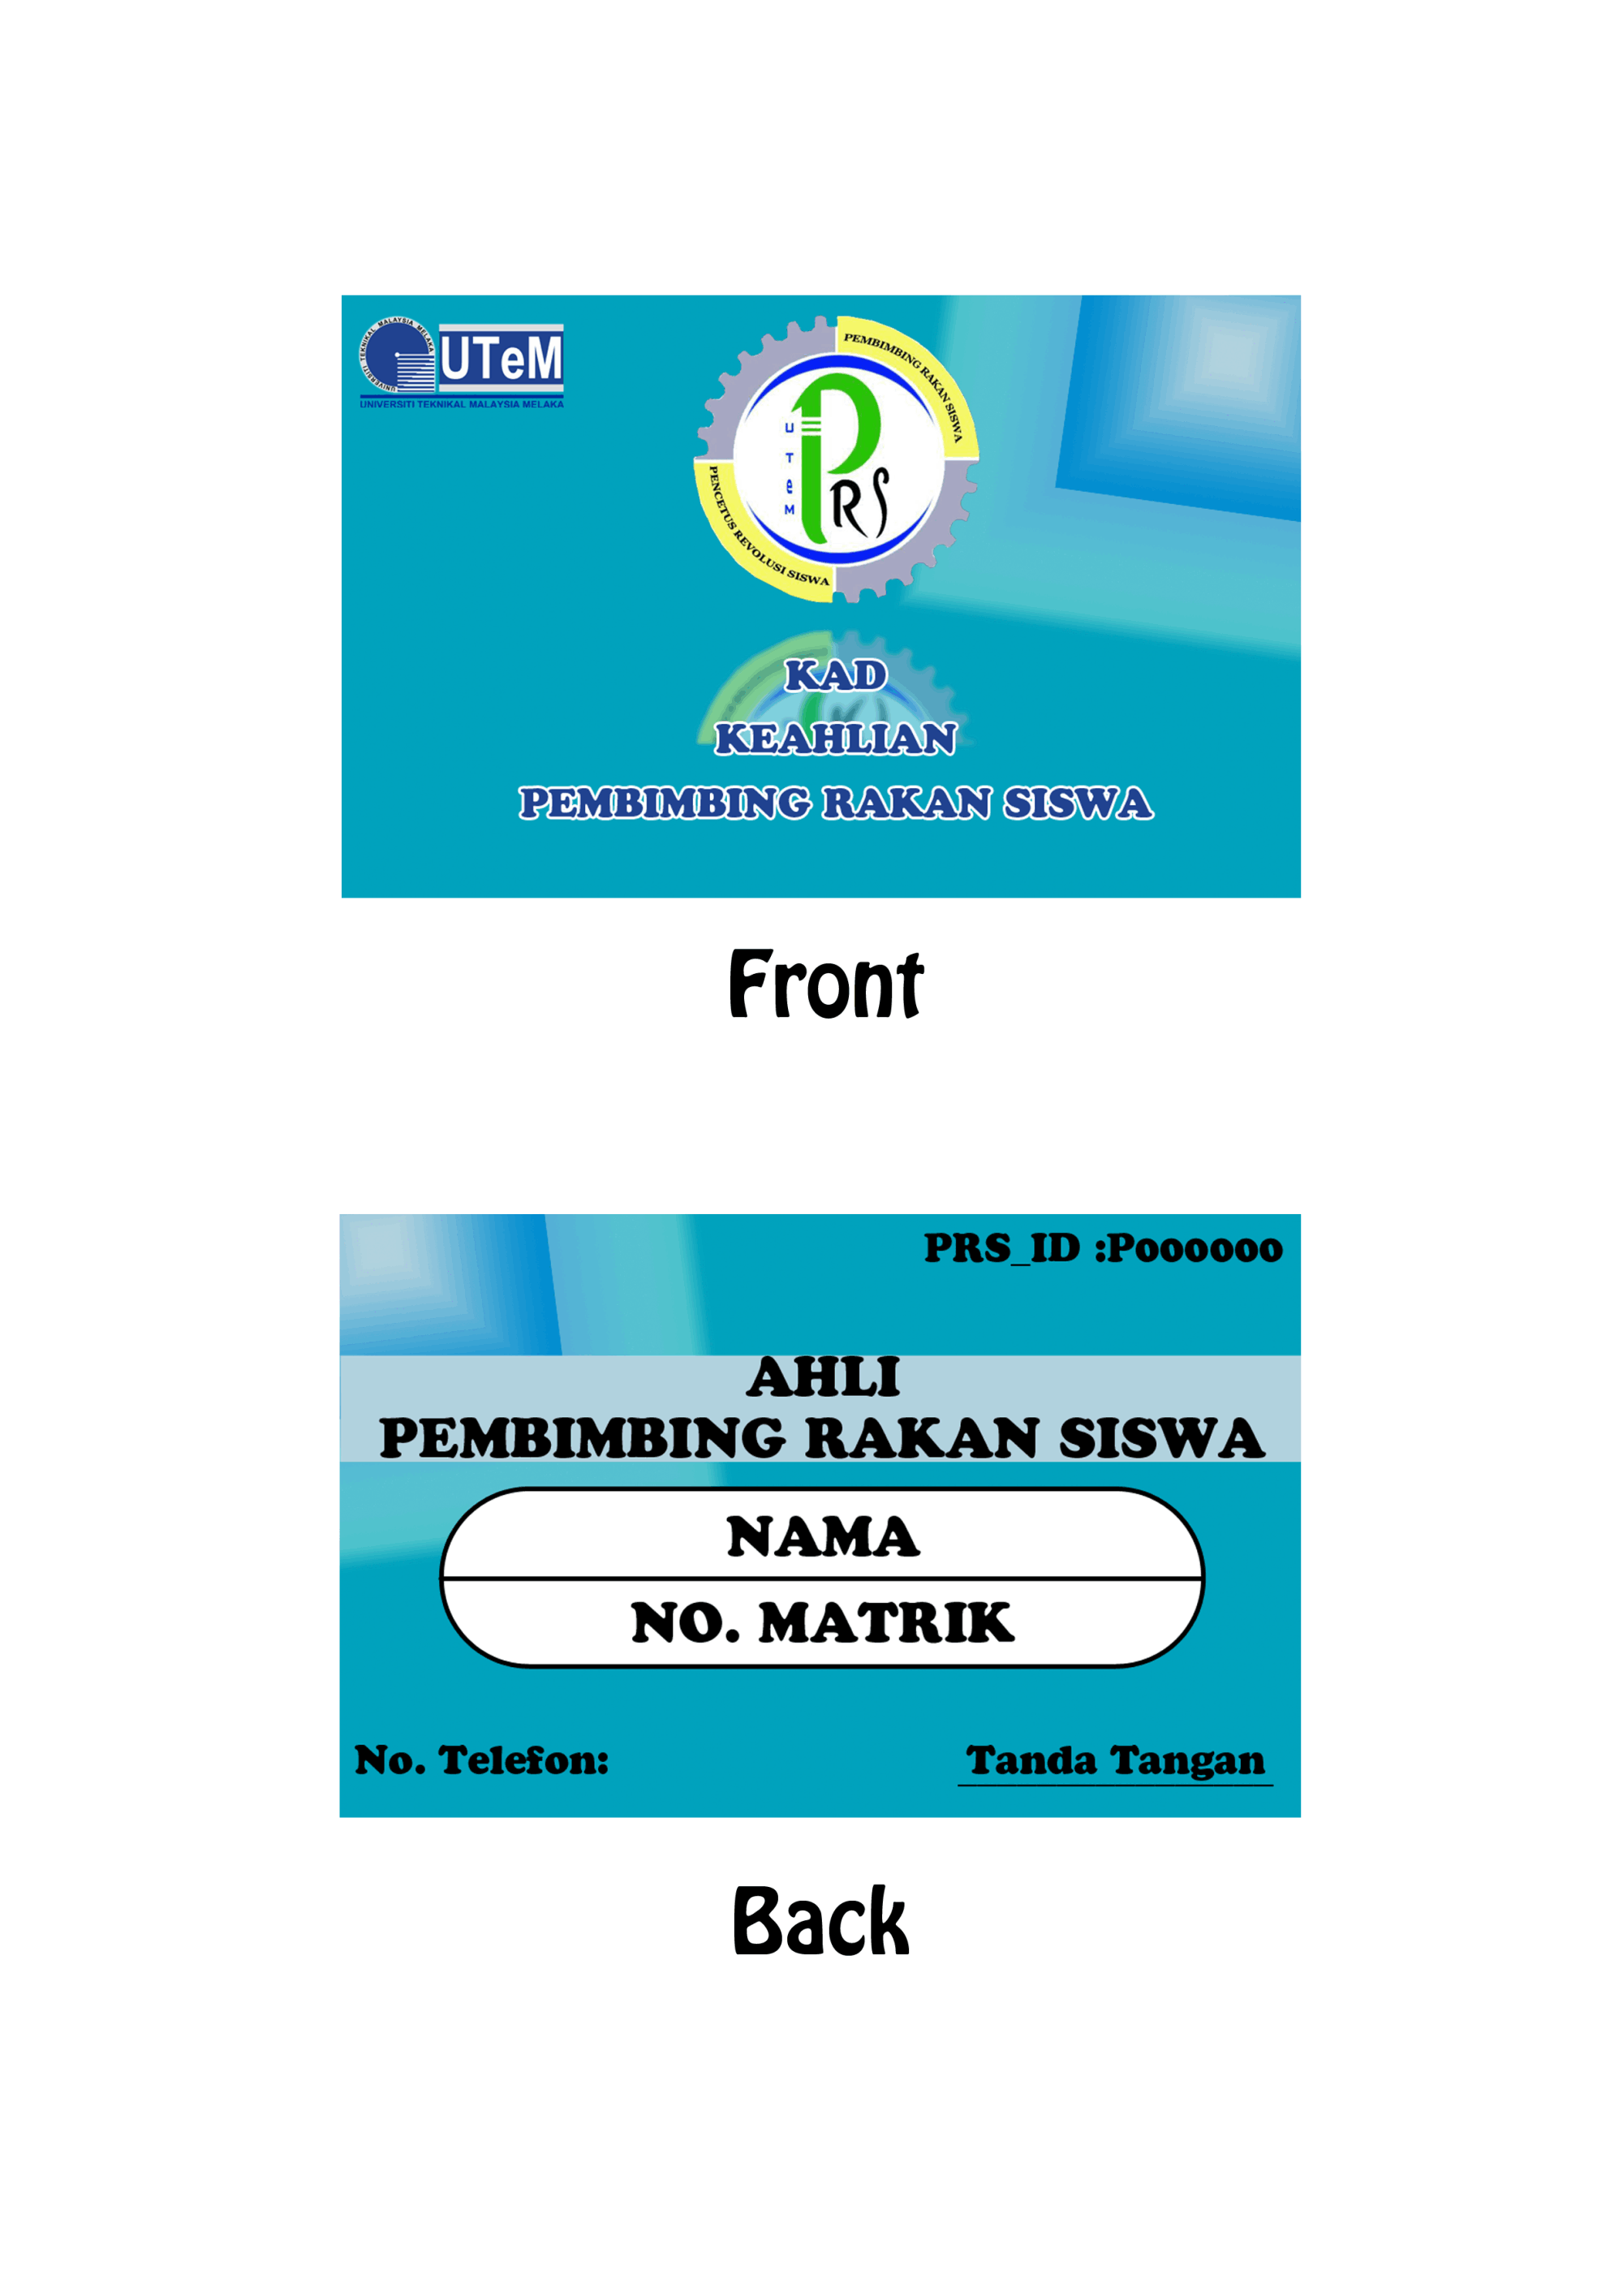 UNIVERSITI TEKNIKAL MALAYSIA MELAKA
UTeM
UNIVERSITI TEKNIKAL MALAYSIA MELAKA
PEMBIMBING RAKAN SISWA
UTeM
PRS
PENCETUS REVOLUSI SISWA
KAD
KEAHLIAN
PEMBIMBING RAKAN SISWA
Front
PRS_ID :P000000
AHLI
PEMBIMBING RAKAN SISWA
NAMA
NO. MATRIK
No. Telefon:
Tanda Tangan
Back